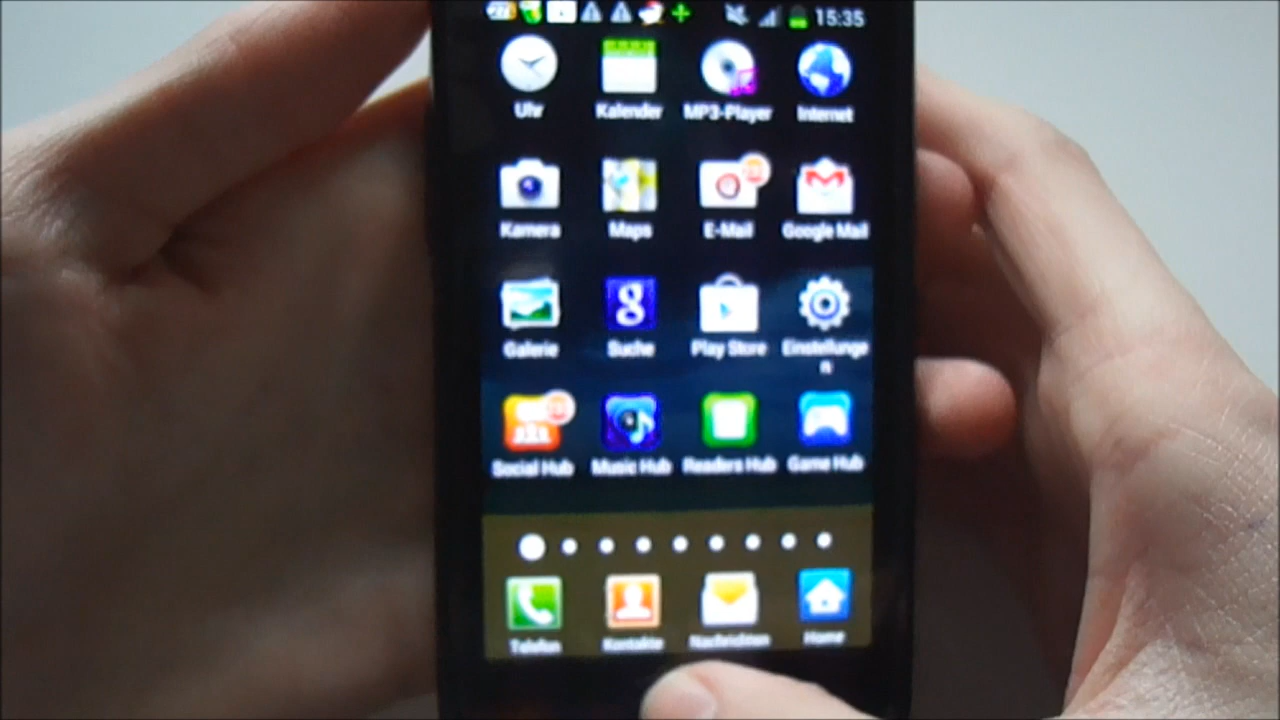 15:35
Uhr Kalender MP3-Player Internet
Kamera Maps E-Mail Google Mail
Galerie Suche Play Store Einstellunge
n
Social Hub Music Hub Readers Hub Game Hub
Telefon Kontakte Nachrichten Home